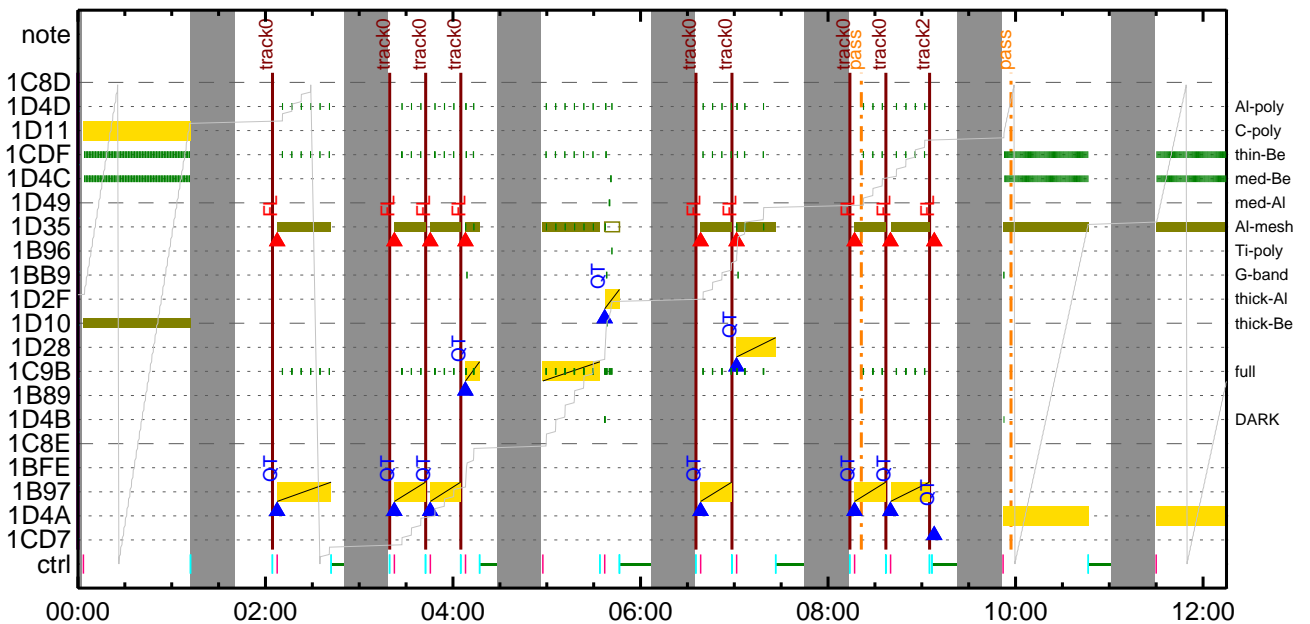 note
track0 track0 track0 track0 track0 track0 track0 pass track0 track2 pass
1C8D
1D4D Al-poly
1D11 C-poly
1CDF thin-Be
1D4C med-Be
1D49 med-Al
FL FL FL FL FL FL FL FL FL
1D35 Al-mesh
1B96 Ti-poly
1BB9 G-band
QT
1D2F thick-Al
1D10 thick-Be
QT QT
1D28
1C9B full
1B89
1D4B DARK
1C8E
1BFE
QT QT QT QT QT QT
1B97
QT
1D4A
1CD7
ctrl
00:00 02:00 04:00 06:00 08:00 10:00 12:00